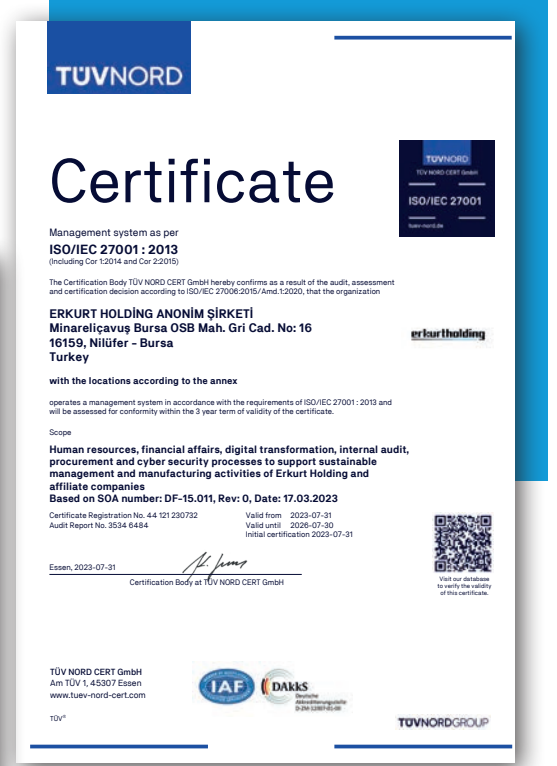 TÜVNORD
Certificate
TÜVNORD
TÜV NORD CERT GmbH
ISO/IEC 27001
tuev-nord.de
Management system as per
ISO/IEC 27001 : 2013
(Including Cor 1:2014 and Cor 2:2015)
The Certification Body TÜV NORD CERT GmbH hereby confirms as a result of the audit, assessment
and certification decision according to ISO/IEC 27006:2015/Amd.1:2020, that the organization
ERKURT HOLDİNG ANONİM ŞİRKETİ
Minareliçavuş Bursa OSB Mah. Gri Cad. No: 16
16159, Nilüfer - Bursa
Turkey
erkurtholding
with the locations according to the annex
operates a management system in accordance with the requirements of ISO/IEC 27001 : 2013 and
will be assessed for conformity within the 3 year term of validity of the certificate.
Scope
Human resources, financial affairs, digital transformation, internal audit,
procurement and cyber security processes to support sustainable
management and manufacturing activities of Erkurt Holding and
affiliate companies
Based on SOA number: DF-15.011, Rev: 0, Date: 17.03.2023
Certificate Registration No. 44 121 230732
Audit Report No. 3534 6484
Valid from 2023-07-31
Valid until 2026-07-30
Initial certification 2023-07-31
Essen, 2023-07-31
Certification Body at TÜV NORD CERT GmbH
Visit our database
to verify the validity
of this certificate.
TÜV NORD CERT GmbH
Am TÜV 1, 45307 Essen
www.tuev-nord-cert.com
TÜV®
IAF
DAkkS
Deutsche
Akkreditierungsstelle
D-ZM-12007-01-00
TÜVNORDGROUP